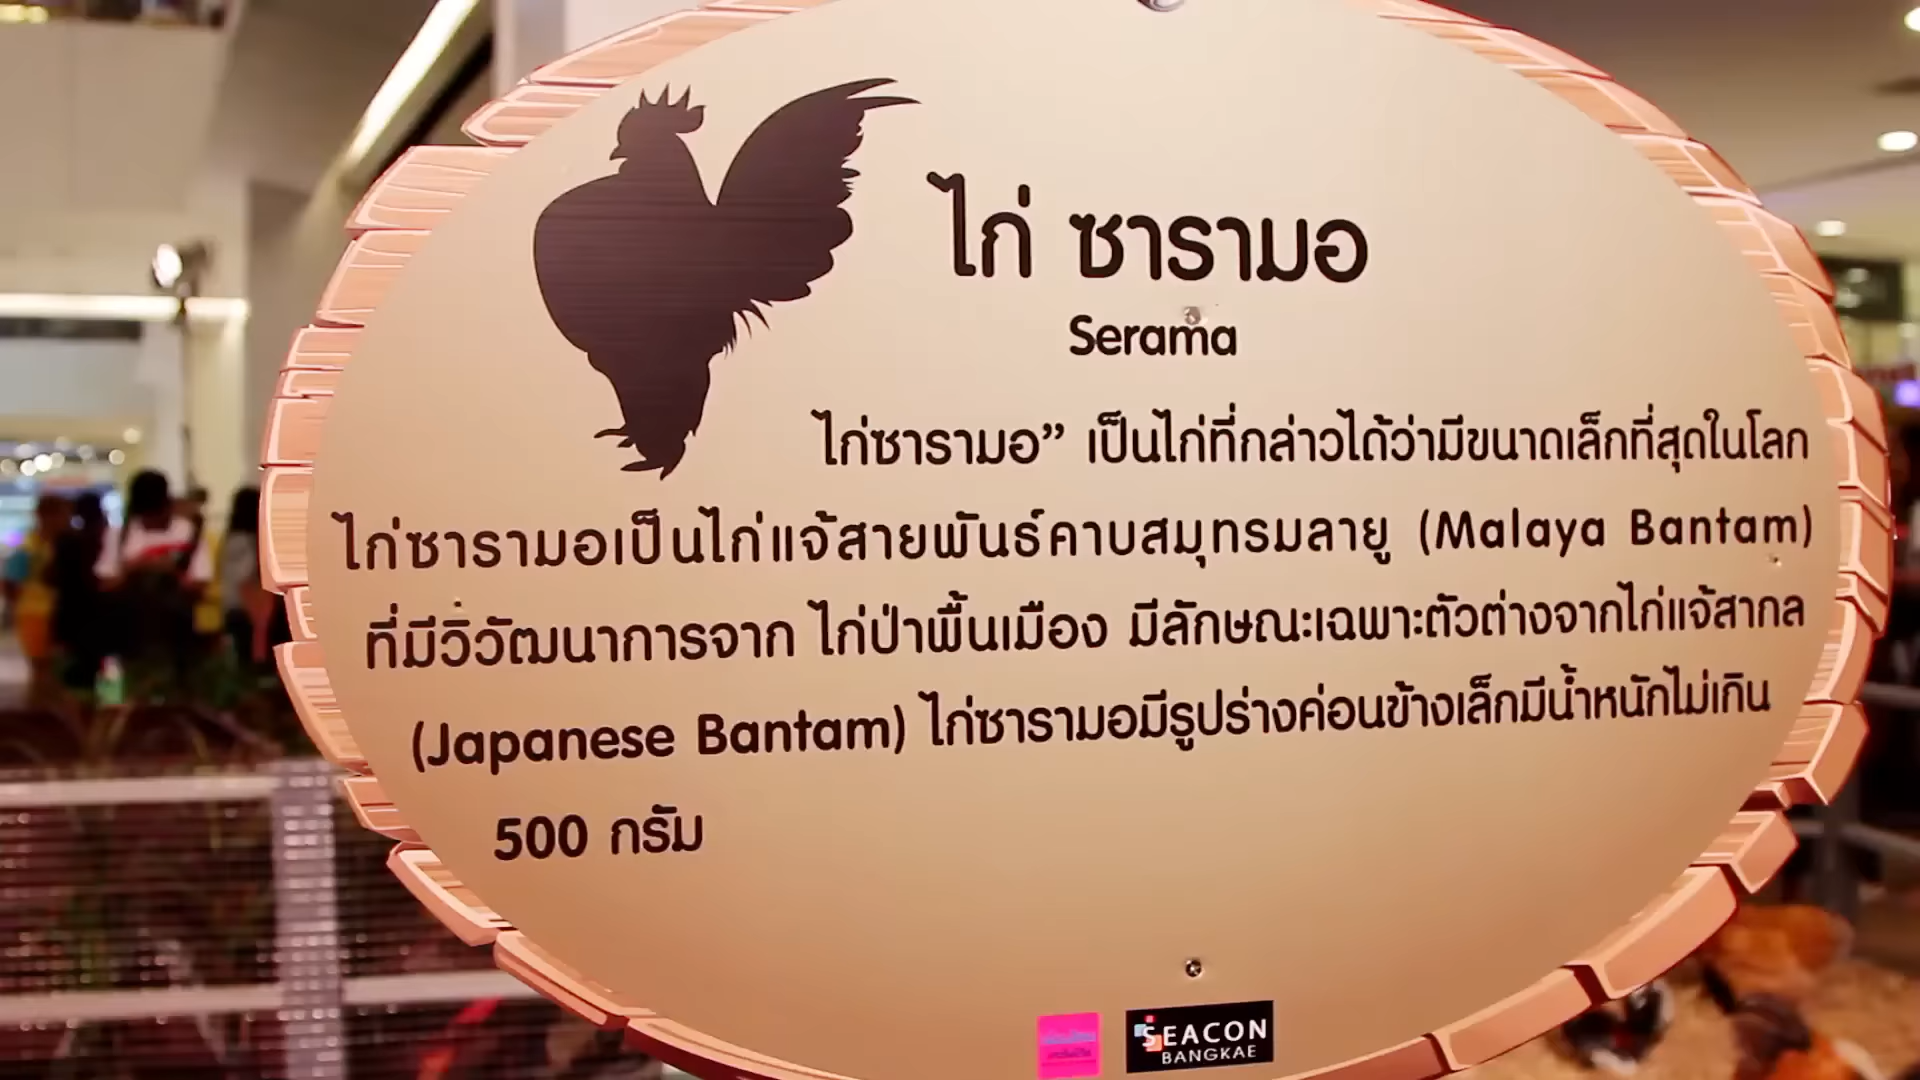 ไก่ ซารามอ
Serama
ไก่ซารามอ” เป็นไก่ที่กล่าวได้ว่ามีขนาดเล็กที่สุดในโลก
ไก่ซารามอเป็นไก่แจ้สายพันธ์คาบสมุทรมลายู (Malaya Bantam)
ที่มีวิวัฒนาการจาก ไก่ป่าพื้นเมือง มีลักษณะเฉพาะตัวต่างจากไก่แจ้สากล
(Japanese Bantam) ไก่ซารามอมีรูปร่างค่อนข้างเล็กมีน้ำหนักไม่เกิน
500 กรัม
SEACON
BANGKAE